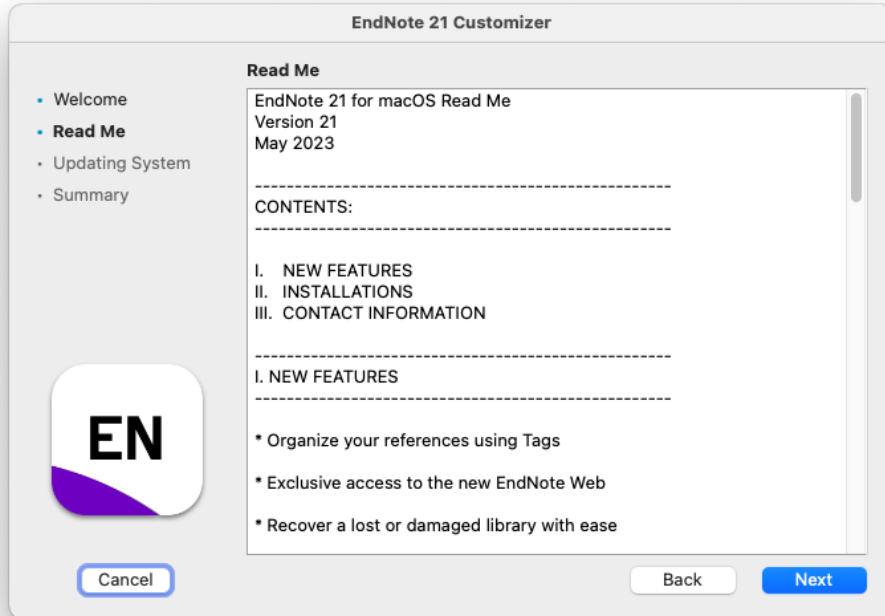 EndNote 21 Customizer
Welcome
Read Me
Updating System
Summary
EN
Cancel
Read Me
EndNote 21 for macOS Read Me
Version 21
May 2023
----------------------------------------------------
CONTENTS:
----------------------------------------------------
I. NEW FEATURES
II. INSTALLATIONS
III. CONTACT INFORMATION
----------------------------------------------------
I. NEW FEATURES
----------------------------------------------------
* Organize your references using Tags
* Exclusive access to the new EndNote Web
* Recover a lost or damaged library with ease
Back
Next